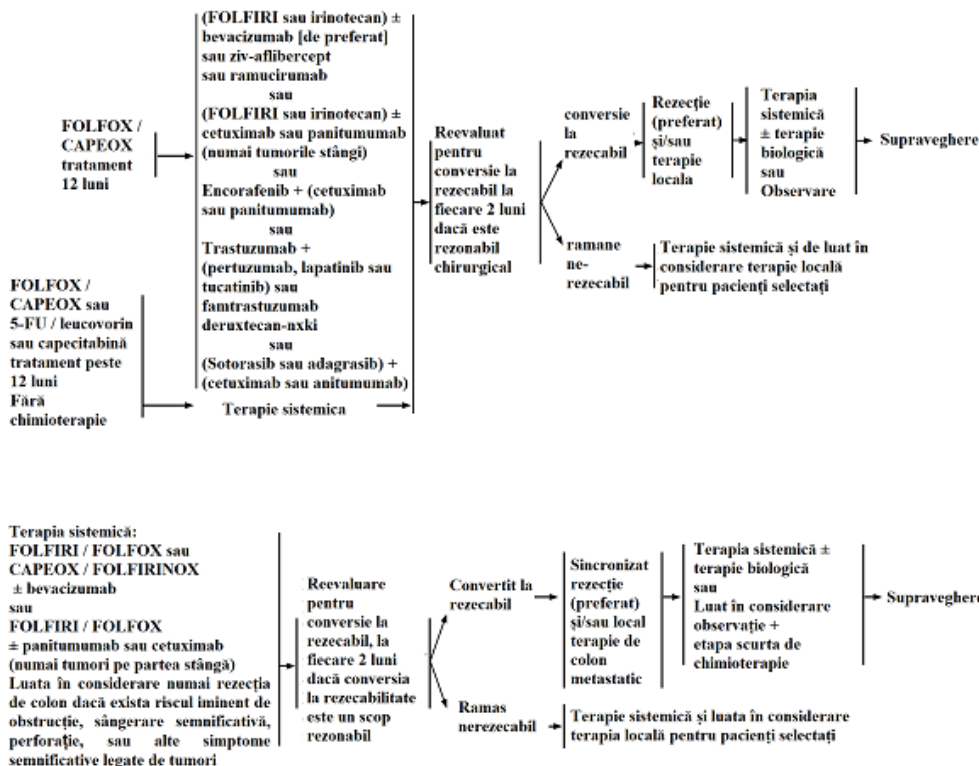 FOLFOX /
CAPEOX
tratament
12 luni
FOLFOX /
CAPEOX sau
5-FU / leucovorin
sau capecitabină
tratament peste
12 luni
Fără
chimioterapie
(FOLFIRI sau irinotecan) ±
bevacizumab [de preferat]
sau ziv-aflibercept
sau ramucirumab
sau
(FOLFIRI sau irinotecan) ±
cetuximab sau panitumumab
(numai tumorile stângi)
sau
Encorafenib + (cetuximab
sau panitumumab)
sau
Trastuzumab +
(pertuzumab, lapatinib sau
tucatinib) sau
famtrastuzumab
deruxtecan-nxki
sau
(Sotorasib sau adagrasib) +
(cetuximab sau anitumumab)
Terapie sistemica
Reevaluat
pentru
conversie la
rezecabil la
fiecare 2 luni
dacă este
rezonabil
chirurgical
conversie
la
rezecabil
Rezecție
(preferat)
și/sau
terapie
locala
Terapia
sistemică
± terapie
biologică
sau
Observare
Supraveghere
ramane
ne-
rezecabil
Terapie sistemică și de luat în
considerare terapie locală
pentru pacienți selectați
Terapia sistemică:
FOLFIRI / FOLFOX sau
CAPEOX / FOLFIRINOX
± bevacizumab
sau
FOLFIRI / FOLFOX
± panitumumab sau cetuximab
(numai tumori pe partea stângă)
Luata în considerare numai rezecția
de colon dacă exista riscul iminent de
obstrucție, sângerare semnificativă,
perforație, sau alte simptome
semnificative legate de tumori
Reevaluare
pentru
conversie la
rezecabil, la
fiecare 2 luni
dacă conversia
la rezecabilitate
este un scop
rezonabil
Convertit la
rezecabil
Sincronizat
rezecție
(preferat)
și/sau local
terapie de
colon
metastatic
Terapia sistemică ±
terapie biologică
sau
Luat în considerare
observație +
etapa scurta de
chimioterapie
Supraveghere
Ramas
nerezecabil
Terapie sistemică și luata în considerare
terapia locală pentru pacienți selectați